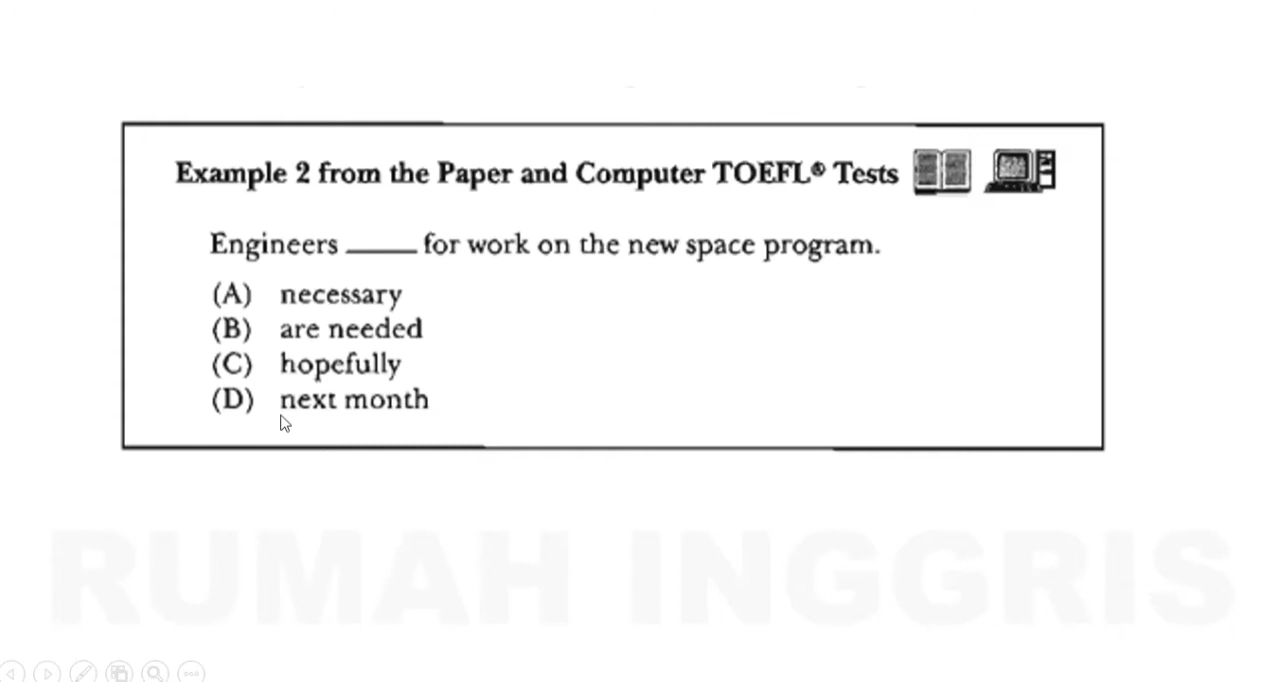 Example 2 from the Paper and Computer TOEFL® Tests
Engineers _____ for work on the new space program.
(A) necessary
(B) are needed
(C) hopefully
(D) next month
RUMAH INGGRIS